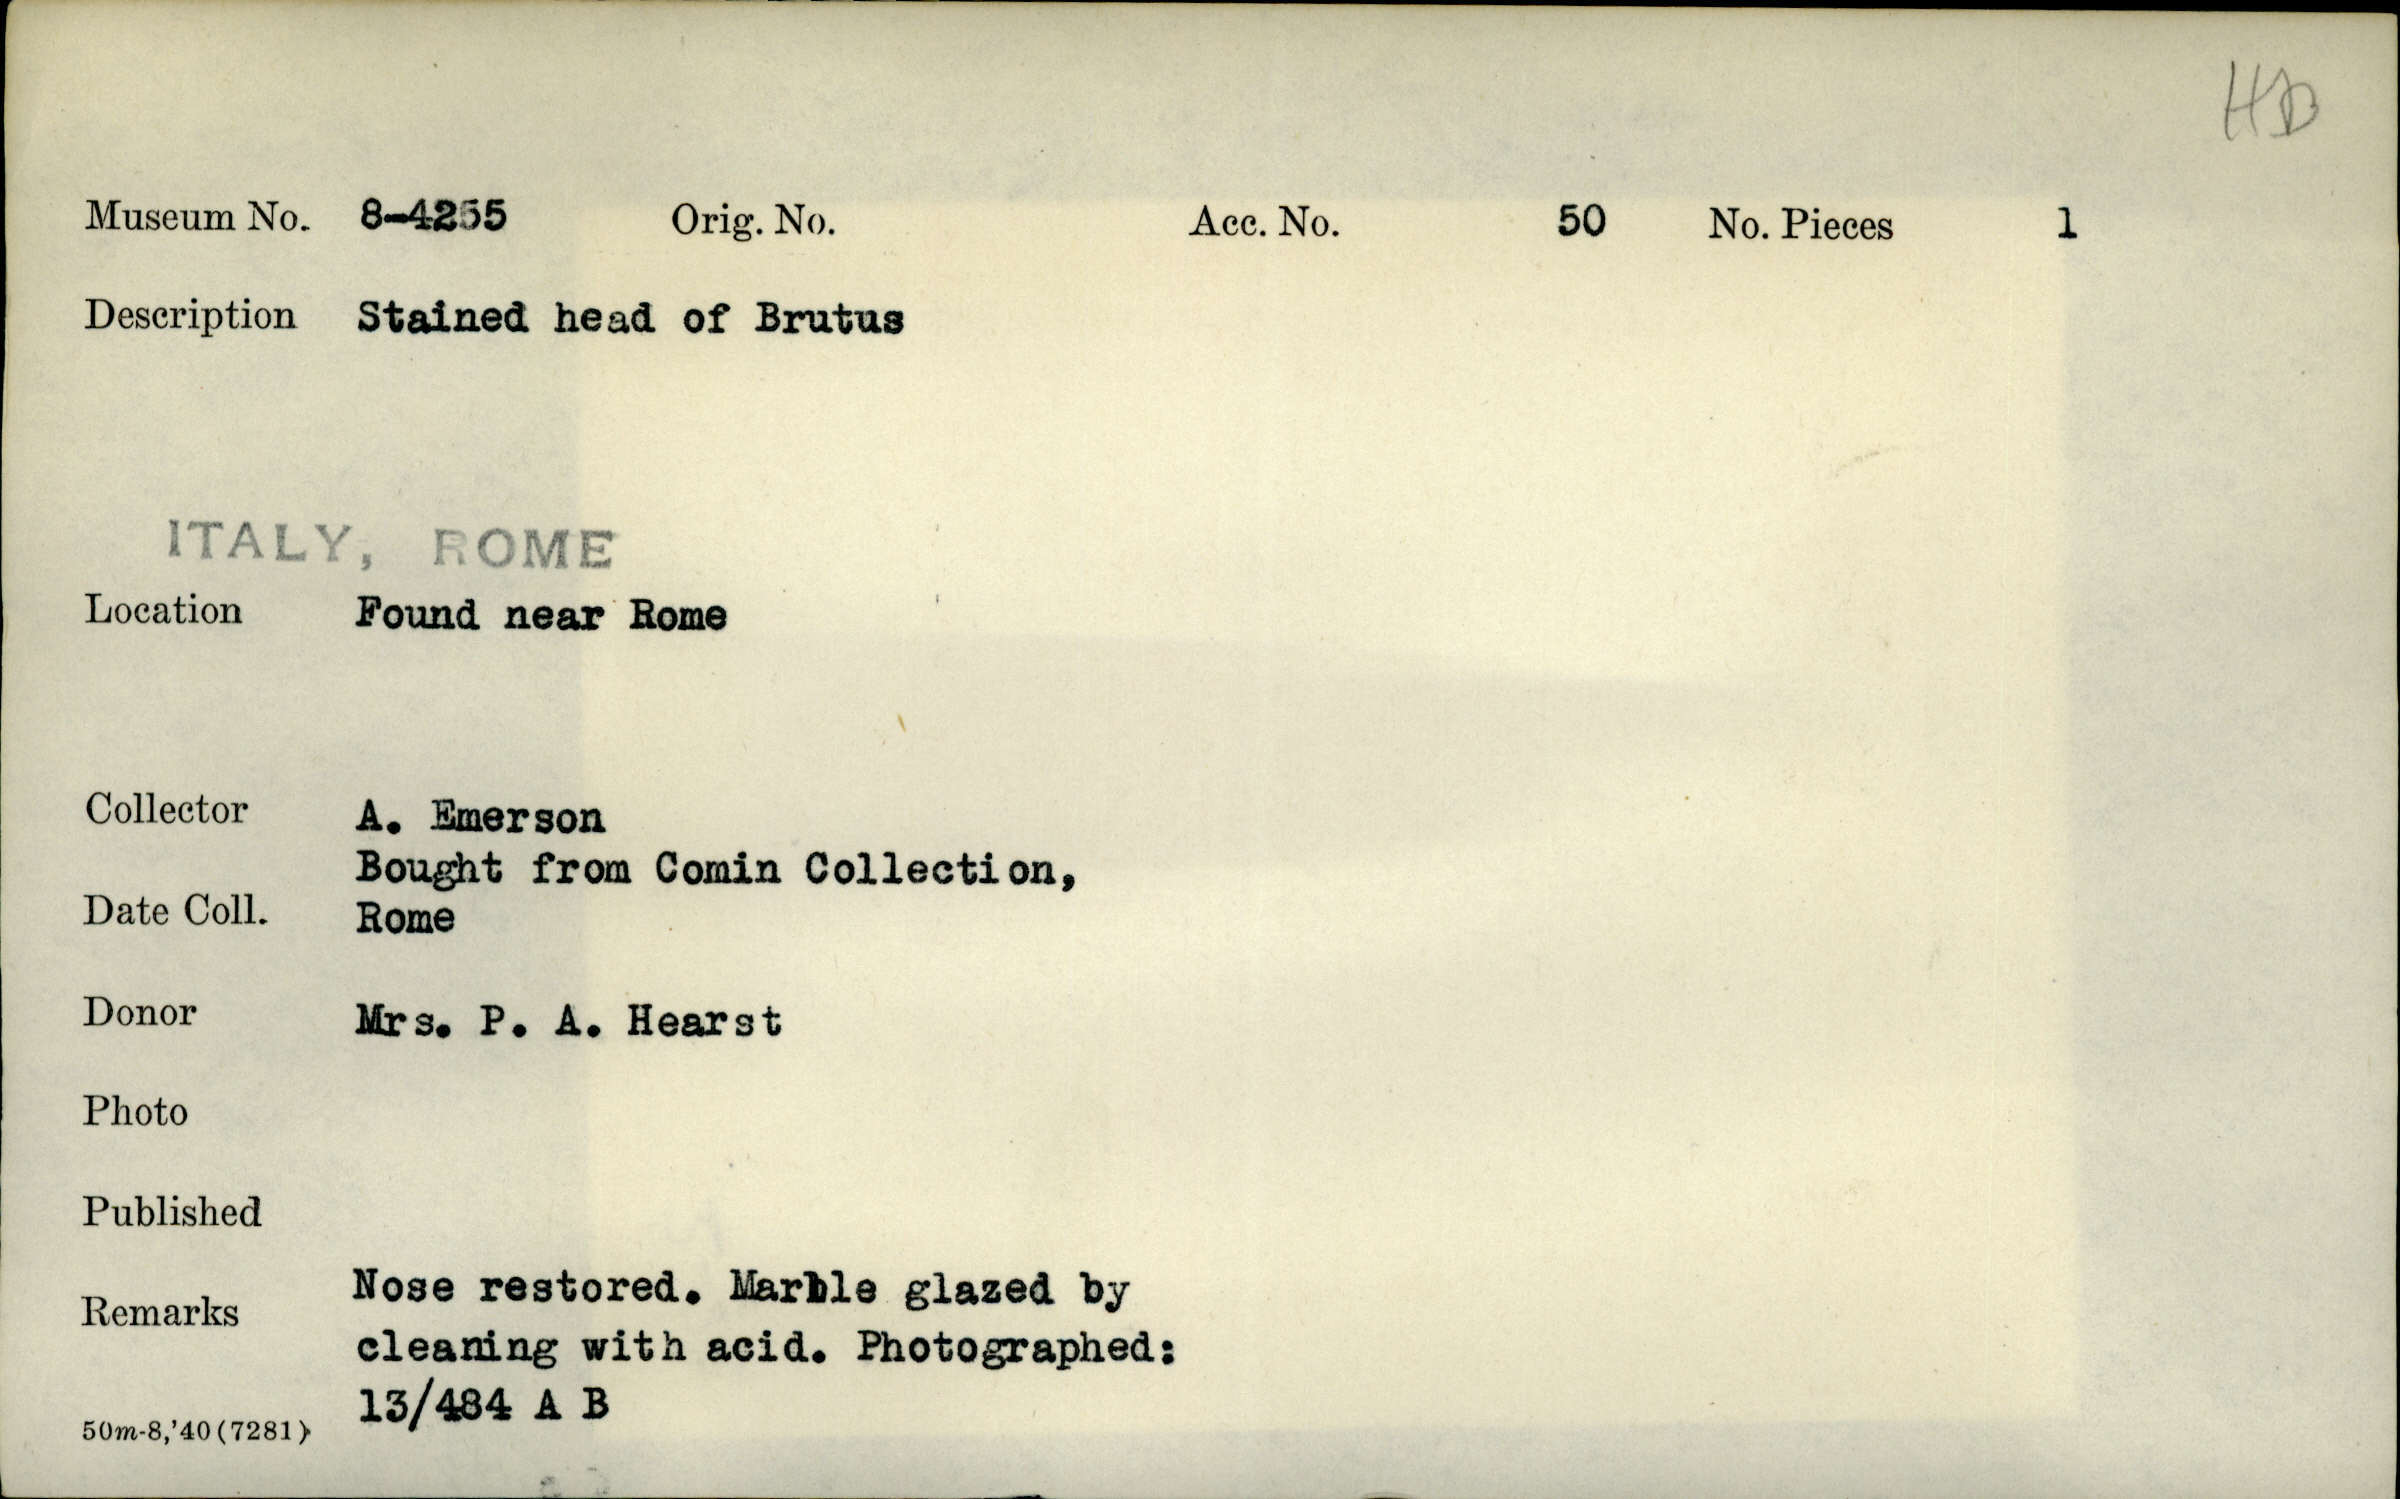 HD
Museum No. 8-4255 Orig. No. Acc. No. 50 No. Pieces 1
Description Stained head of Brutus
ITALY, ROME
Location Found near Rome
Collector A. Emerson
Bought from Comin Collection,
Date Coll. Rome
Donor Mrs. P. A. Hearst
Photo
Published
Nose restored. Marble glazed by
Remarks
cleaning with acid. Photographed:
13/484 A B
50m-8,'40(7281)